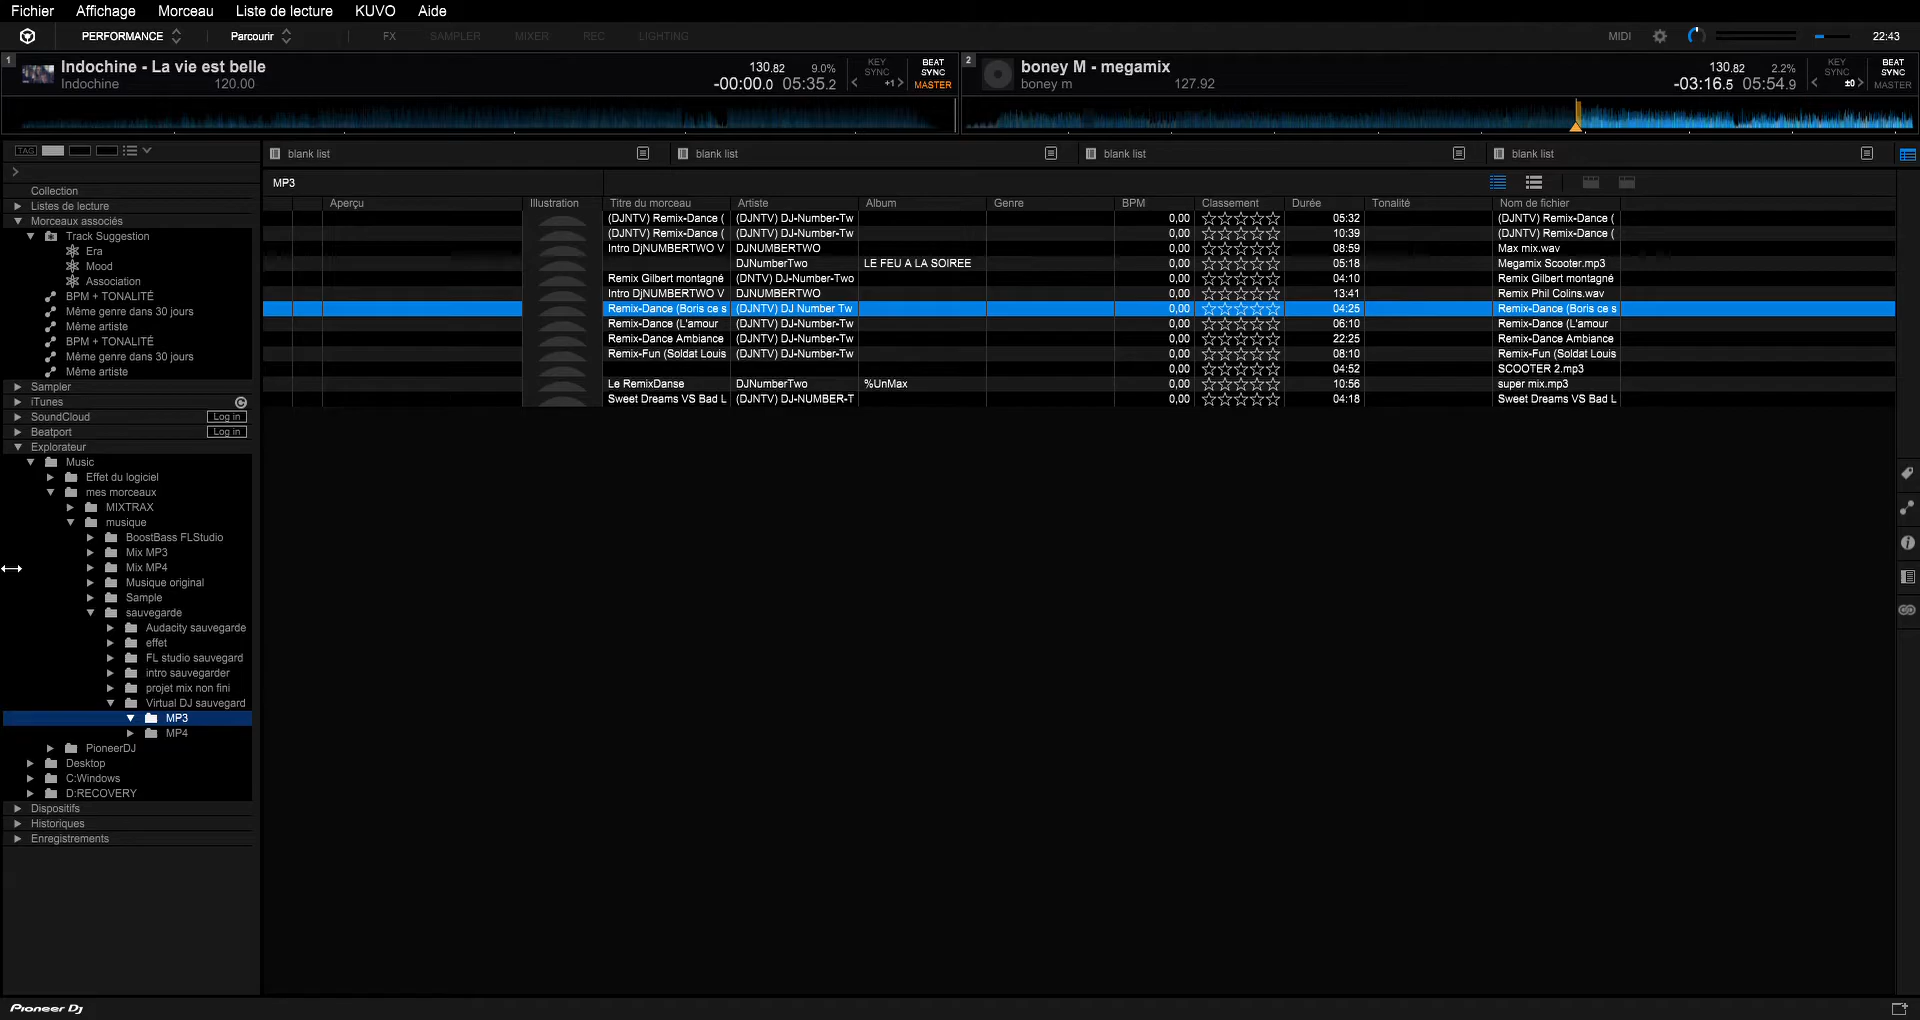 Fichier Affichage Morceau Liste de lecture KUVO Aide
PERFORMANCE Parcourir FX SAMPLER MIXER REC LIGHTING MIDI 22:43
1 Indochine - La vie est belle 130.82 9.0% KEY SYNC BEAT SYNC
Indochine 120.00 -00:00.0 05:35.2 +1 MASTER
2 boney M - megamix 130.82 2.2% KEY SYNC BEAT SYNC
boney m 127.92 -03:16.5 05:54.9 ±0 MASTER
TAG
blank list blank list blank list blank list
MP3
Aperçu Illustration Titre du morceau Artiste Album Genre BPM Classement Durée Tonalité Nom de fichier
(DJNTV) Remix-Dance ( (DJNTV) DJ-Number-Tw 0,00 05:32 (DJNTV) Remix-Dance (
(DJNTV) Remix-Dance ( (DJNTV) DJ-Number-Tw 0,00 10:39 (DJNTV) Remix-Dance (
Intro DjNUMBERTWO V DJNUMBERTWO 0,00 08:59 Max mix.wav
DJNumberTwo LE FEU A LA SOIREE 0,00 05:18 Megamix Scooter.mp3
Remix Gilbert montagné (DNTV) DJ-Number-Two 0,00 04:10 Remix Gilbert montagné
Intro DjNUMBERTWO V DJNUMBERTWO 0,00 13:41 Remix Phil Colins.wav
Remix-Dance (Boris ce s (DJNTV) DJ Number Tw 0,00 04:25 Remix-Dance (Boris ce s
Remix-Dance (L'amour (DJNTV) DJ-Number-Tw 0,00 06:10 Remix-Dance (L'amour
Remix-Dance Ambiance (DJNTV) DJ-Number-Tw 0,00 22:25 Remix-Dance Ambiance
Remix-Fun (Soldat Louis (DJNTV) DJ-Number-Tw 0,00 08:10 Remix-Fun (Soldat Louis
0,00 04:52 SCOOTER 2.mp3
Le RemixDanse DJNumberTwo %UnMax 0,00 10:56 super mix.mp3
Sweet Dreams VS Bad L (DJNTV) DJ-NUMBER-T 0,00 04:18 Sweet Dreams VS Bad L
Collection
Listes de lecture
Morceaux associés
Track Suggestion
Era
Mood
Association
BPM + TONALITÉ
Même genre dans 30 jours
Même artiste
BPM + TONALITÉ
Même genre dans 30 jours
Même artiste
Sampler
iTunes
SoundCloud Log in
Beatport Log in
Explorateur
Music
Effet du logiciel
mes morceaux
MIXTRAX
musique
BoostBass FLStudio
Mix MP3
Mix MP4
Musique original
Sample
sauvegarde
Audacity sauvegarde
effet
FL studio sauvegard
intro sauvegarder
projet mix non fini
Virtual DJ sauvegard
MP3
MP4
PioneerDJ
Desktop
C:Windows
D:RECOVERY
Dispositifs
Historiques
Enregistrements
Pioneer Dj